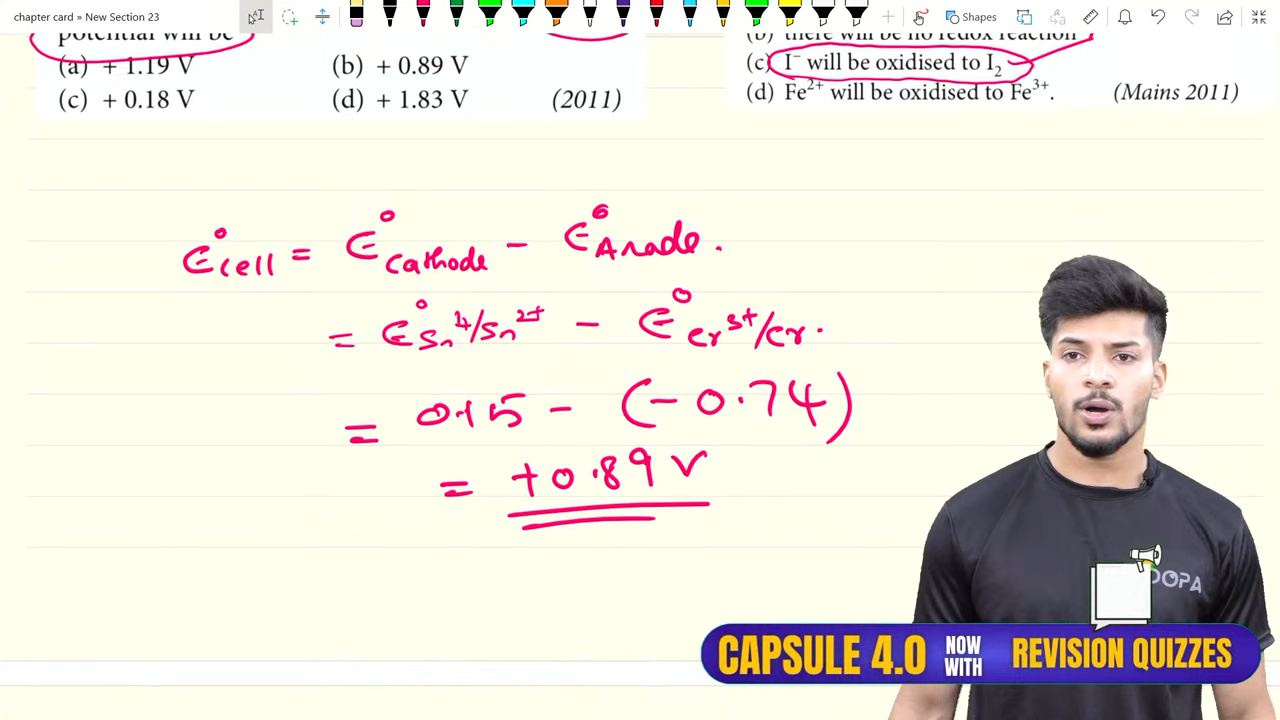 chapter card » New Section 23
Shapes
potential will be
(a) + 1.19 V (b) + 0.89 V
(c) + 0.18 V (d) + 1.83 V (2011)
(b) there will be no redox reaction
(c) I⁻ will be oxidised to I₂
(d) Fe²⁺ will be oxidised to Fe³⁺. (Mains 2011)
E°cell = E°Cathode - E°Anode.
= E°Sn⁴/Sn²⁺ - E°Cr³⁺/Cr.
= 0.15 - (-0.74)
= +0.89 V
OOPA
CAPSULE 4.0 NOW WITH REVISION QUIZZES